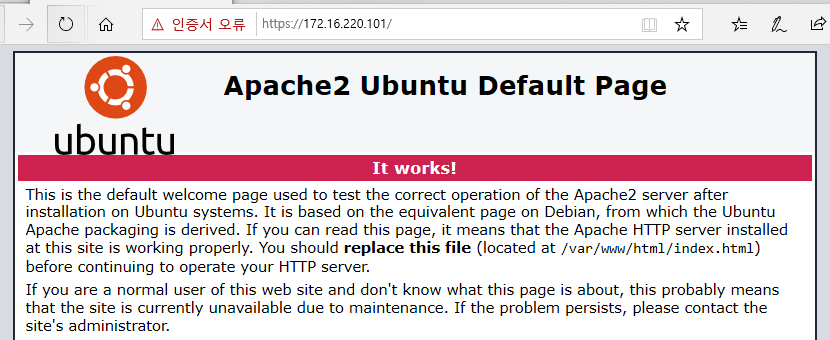 인증서 오류 https://172.16.220.101/
Apache2 Ubuntu Default Page
ubuntu
It works!
This is the default welcome page used to test the correct operation of the Apache2 server after
installation on Ubuntu systems. It is based on the equivalent page on Debian, from which the Ubuntu
Apache packaging is derived. If you can read this page, it means that the Apache HTTP server installed
at this site is working properly. You should replace this file (located at /var/www/html/index.html)
before continuing to operate your HTTP server.
If you are a normal user of this web site and don't know what this page is about, this probably means
that the site is currently unavailable due to maintenance. If the problem persists, please contact the
site's administrator.